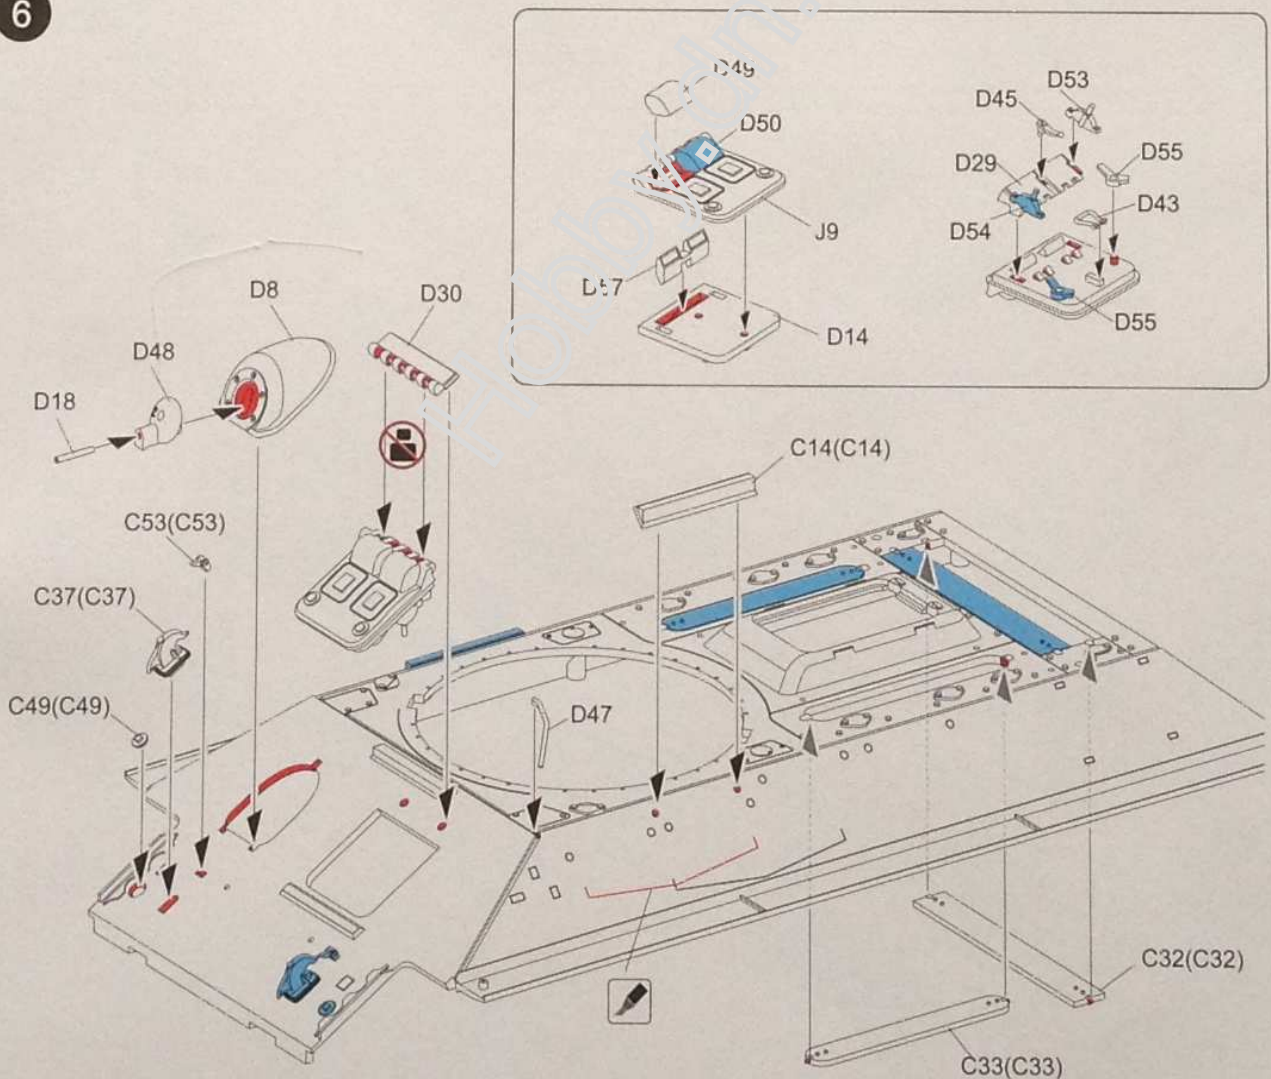 6
D49
D50
J9
D57
D14
D45
D53
D29
D55
D54
D43
D55
D8
D30
D48
D18
C14(C14)
C53(C53)
C37(C37)
C49(C49)
D47
C32(C32)
C33(C33)